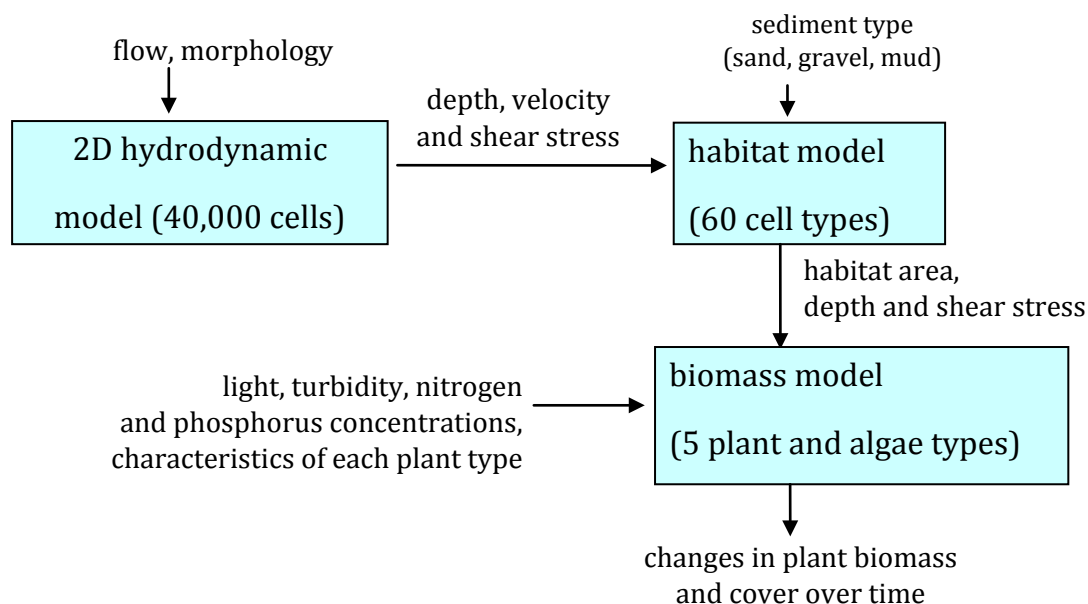 flow, morphology
2D hydrodynamic
model (40,000 cells)
depth, velocity
and shear stress
sediment type
(sand, gravel, mud)
habitat model
(60 cell types)
habitat area,
depth and shear stress
light, turbidity, nitrogen
and phosphorus concentrations,
characteristics of each plant type
biomass model
(5 plant and algae types)
changes in plant biomass
and cover over time